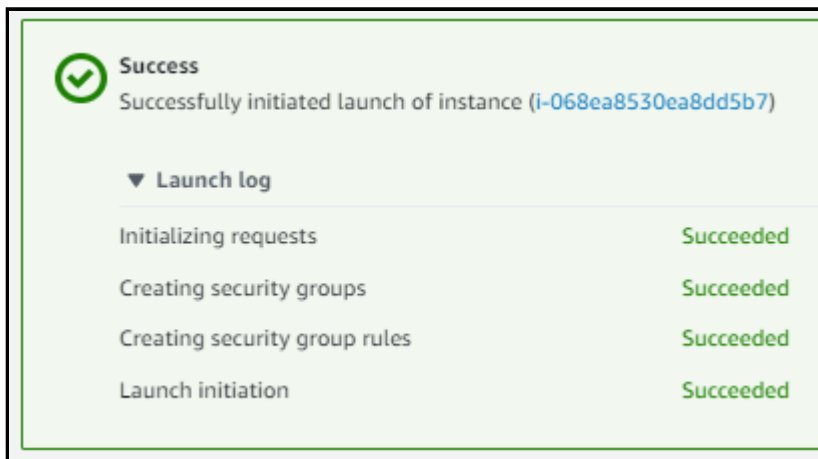 Success
Successfully initiated launch of instance (i-068ea8530ea8dd5b7)
Launch log
Initializing requests Succeeded
Creating security groups Succeeded
Creating security group rules Succeeded
Launch initiation Succeeded